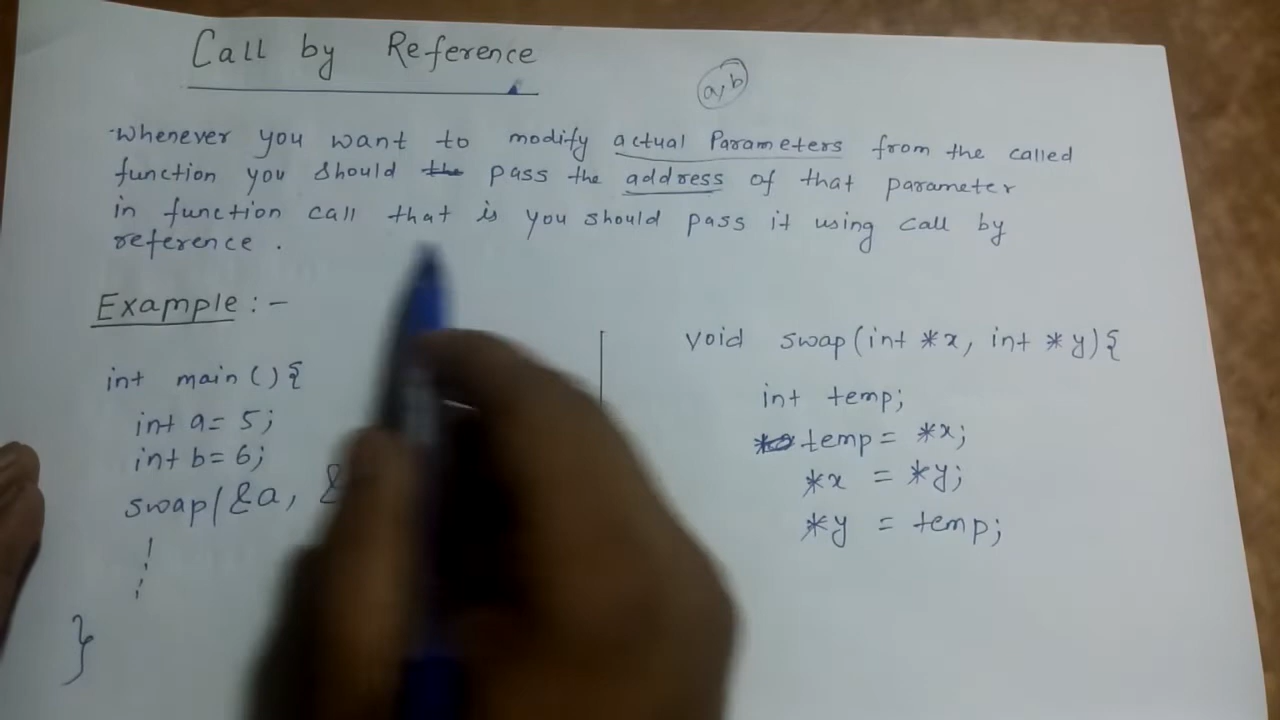 Call by Reference
a,b
Whenever you want to modify actual Parameters from the called
function you should the pass the address of that parameter
in function call that is you should pass it using call by
reference.
Example :-
int main(){
int a= 5;
int b= 6;
swap(&a, &
}
void swap(int *x, int *y){
int temp;
temp = *x;
*x = *y;
*y = temp;